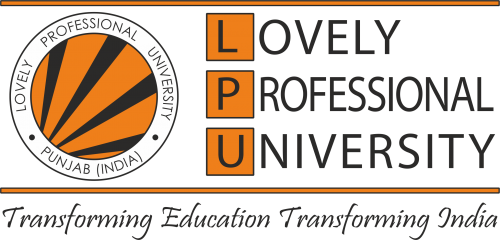 LOVELY PROFESSIONAL UNIVERSITY
• PUNJAB (INDIA) •
LOVELY
PROFESSIONAL
UNIVERSITY
Transforming Education Transforming India